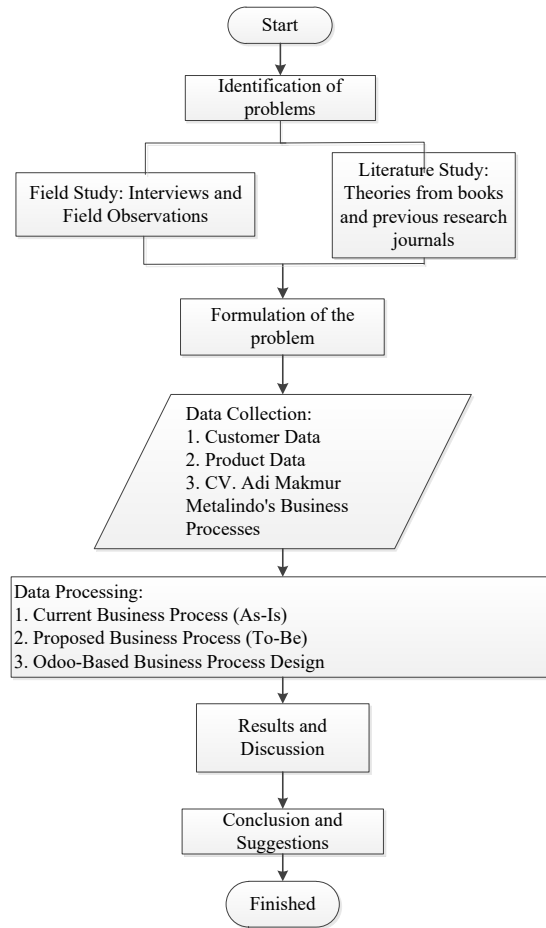 Start
Identification of
problems
Field Study: Interviews and
Field Observations
Literature Study:
Theories from books
and previous research
journals
Formulation of the
problem
Data Collection:
1. Customer Data
2. Product Data
3. CV. Adi Makmur
Metalindo's Business
Processes
Data Processing:
1. Current Business Process (As-Is)
2. Proposed Business Process (To-Be)
3. Odoo-Based Business Process Design
Results and
Discussion
Conclusion and
Suggestions
Finished